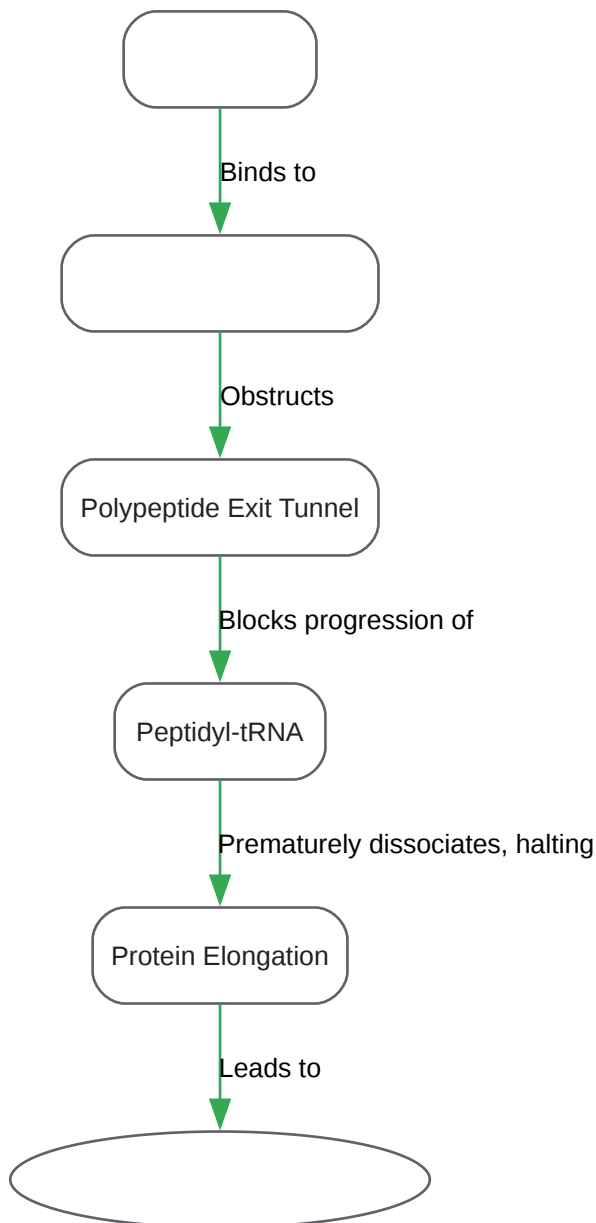 Binds to
Obstructs
Polypeptide Exit Tunnel
Blocks progression of
Peptidyl-tRNA
Prematurely dissociates, halting
Protein Elongation
Leads to